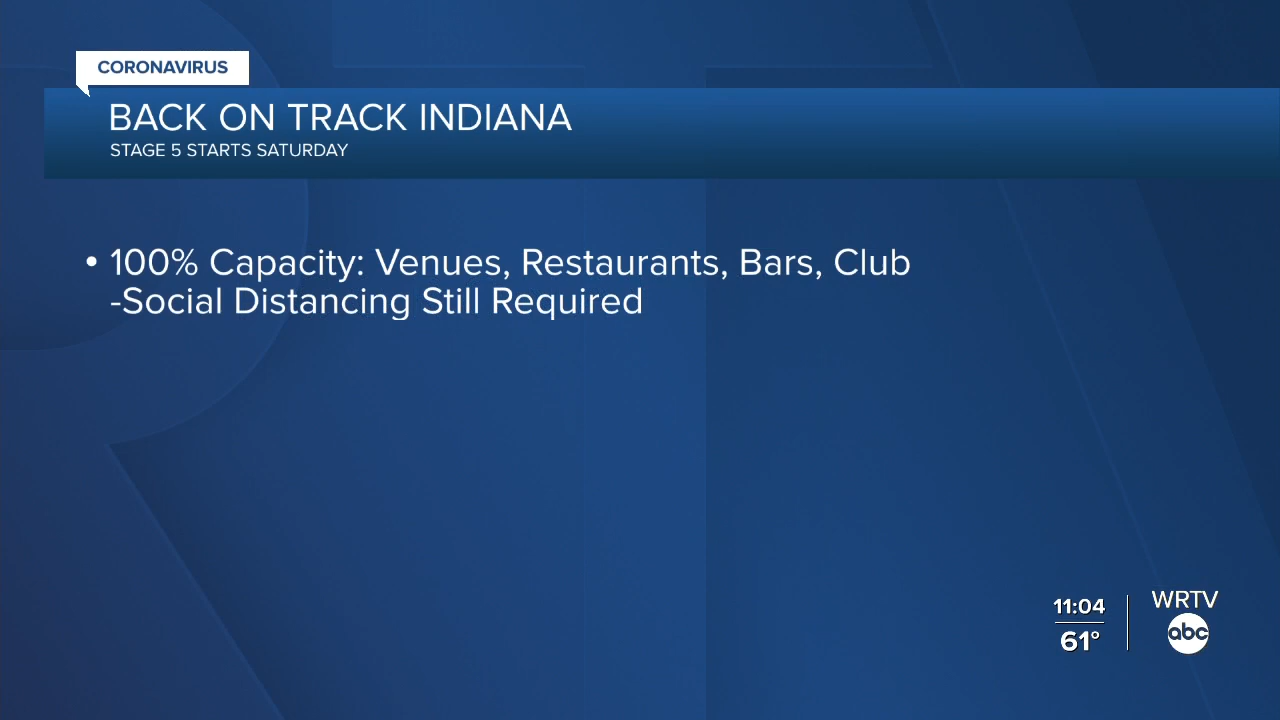 CORONAVIRUS
BACK ON TRACK INDIANA
STAGE 5 STARTS SATURDAY
• 100% Capacity: Venues, Restaurants, Bars, Club
-Social Distancing Still Required
11:04
61°
WRTV
abc